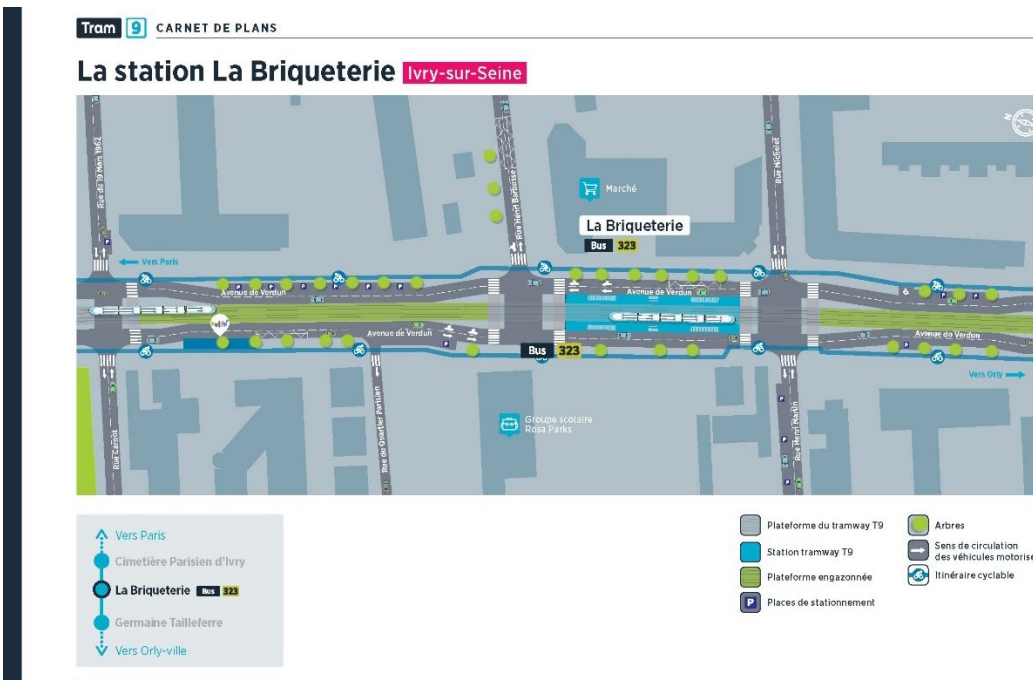 Tram 9 CARNET DE PLANS
La station La Briqueterie Ivry-sur-Seine
Rue du 19 Mars 1962
Rue Henri Barbusse
Rue Michelet
N
Marché
La Briqueterie
Bus 323
Vers Paris
Avenue de Verdun
Avenue de Verdun
Avenue de Verdun
Avenue de Verdun
Bus 323
Vers Orly
Rue Carnot
Rue du Quartier Parisien
Groupe scolaire
Rosa Parks
Rue Henri Martin
Vers Paris
Cimetière Parisien d'Ivry
La Briqueterie Bus 323
Germaine Tailleferre
Vers Orly-ville
Plateforme du tramway T9
Station tramway T9
Plateforme engazonnée
P Places de stationnement
Arbres
Sens de circulation
des véhicules motorisé
Itinéraire cyclable